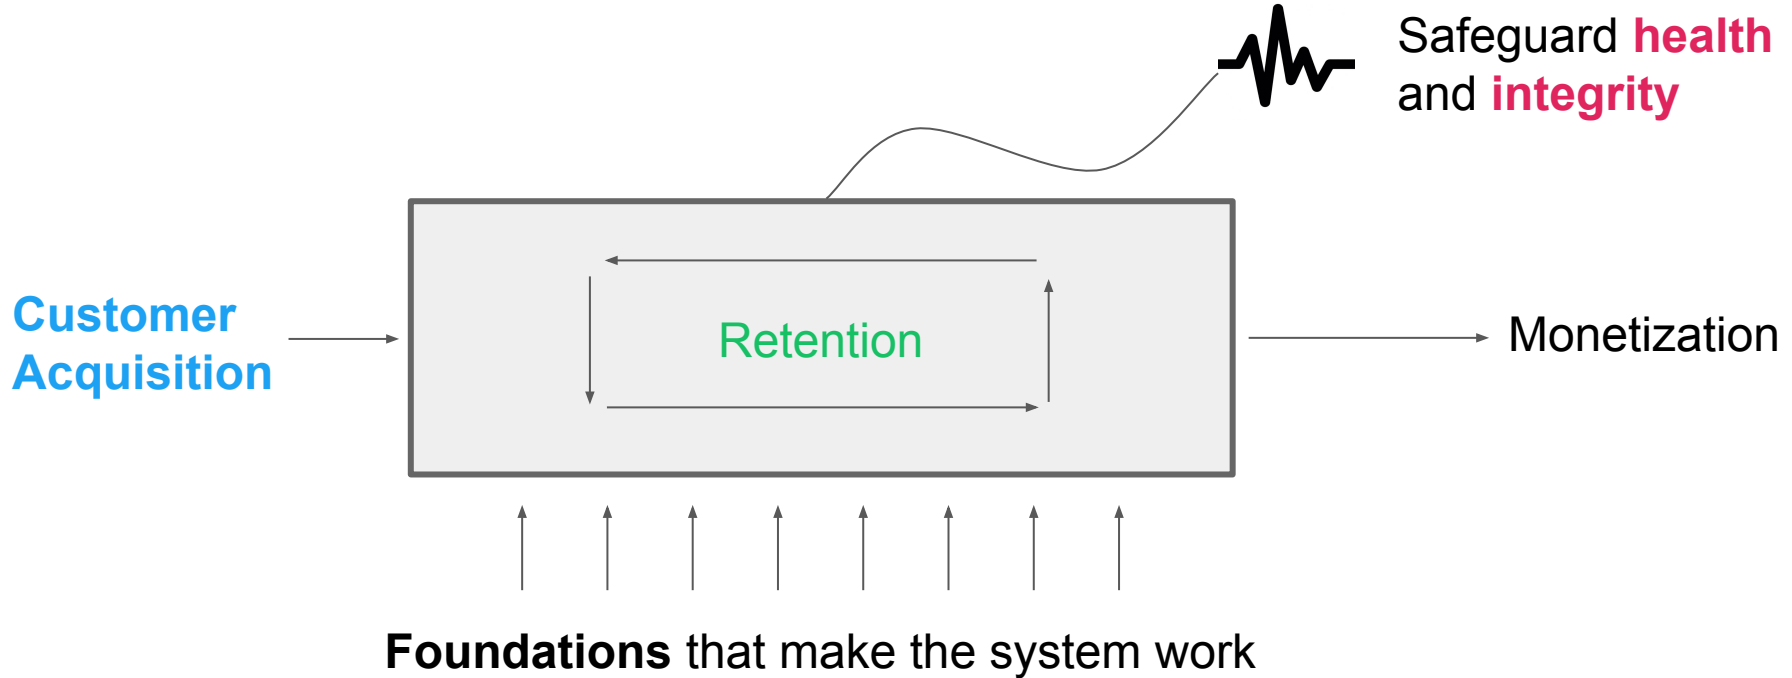 Safeguard health
and integrity
Customer
Acquisition
Retention
Monetization
Foundations that make the system work